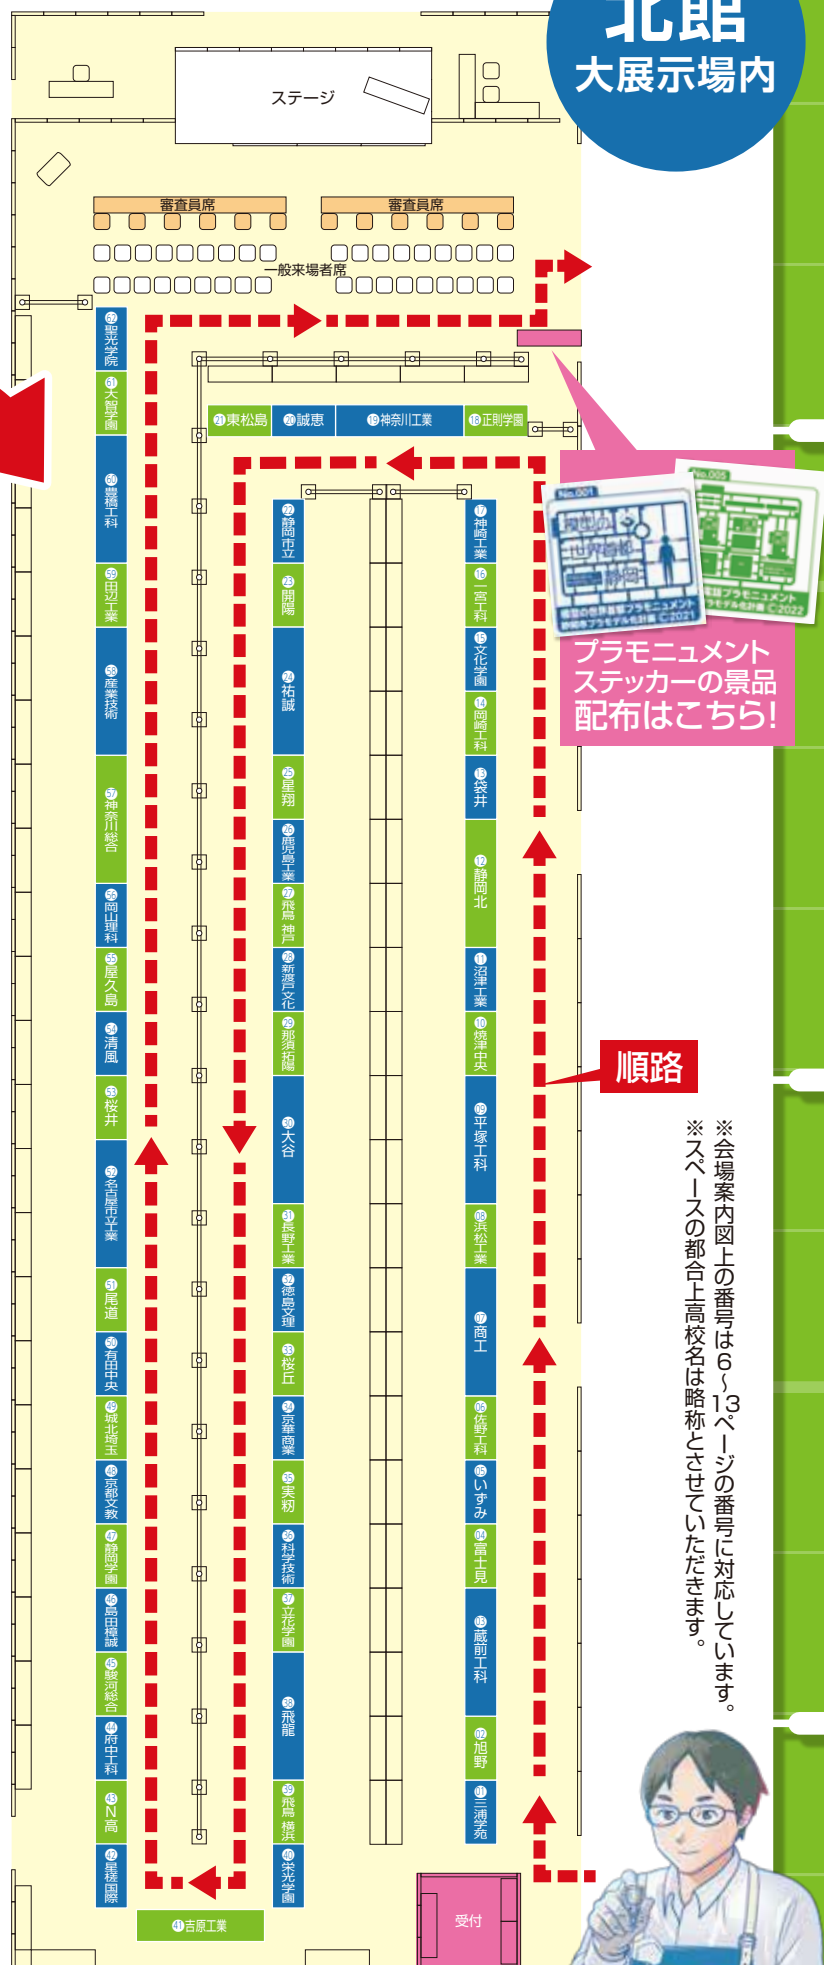 北館
大展示場内
ステージ
審査員席
審査員席
一般来場者席
62 聖光学院
61 大智学園
60 豊橋工科
59 田辺工業
58 産業技術
57 神奈川総合
56 岡山理科
55 屋久島
54 清風
53 桜井
52 名古屋市立工業
51 尾道
50 有田中央
49 城北埼玉
48 京都文教
47 静岡学園
46 島田樟誠
45 駿河総合
44 府中工科
43 N高
42 星槎国際
41 吉原工業
21 東松島
20 誠恵
19 神奈川工業
18 正則学園
22 静岡市立
23 開陽
24 祐誠
25 星翔
26 鹿児島工業
27 飛鳥 神戸
28 新渡戸文化
29 那須拓陽
30 大谷
31 長野工業
32 徳島文理
33 桜丘
34 京華商業
35 実籾
36 科学技術
37 立花学園
38 飛龍
39 飛鳥 横浜
40 栄光学園
17 神崎工業
16 一宮工科
15 文化学園
14 岡崎工科
13 袋井
12 静岡北
11 沼津工業
10 焼津中央
09 平塚工科
08 浜松工業
07 商工
06 佐野工科
05 いずみ
04 富士見
03 蔵前工科
02 旭野
01 三浦学苑
受付
No.001
模型の
世界首都
静岡
No.005
©2021
©2022
プラモニュメント
ステッカーの景品
配布はこちら!
順路
※会場案内図上の番号は6~13ページの番号に対応しています。
※スペースの都合上高校名は略称とさせていただきます。